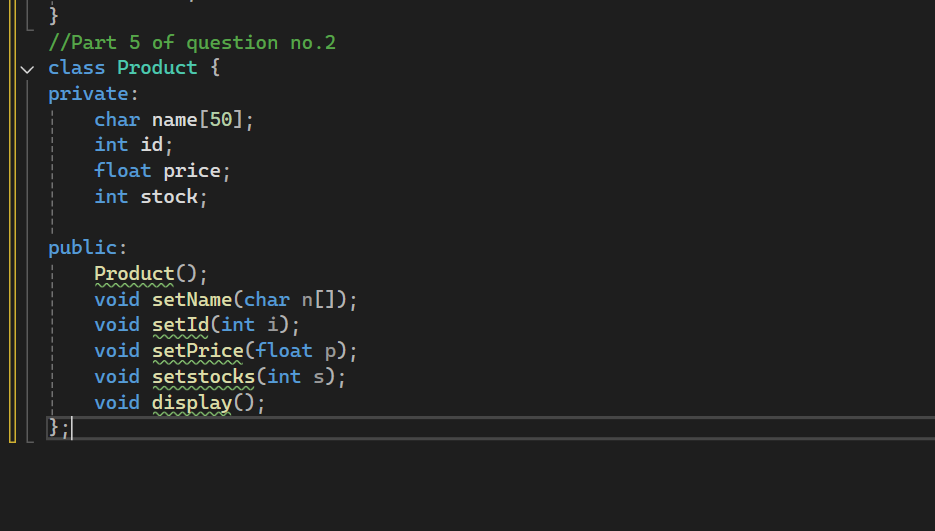 }
//Part 5 of question no.2
class Product {
private:
    char name[50];
    int id;
    float price;
    int stock;

public:
    Product();
    void setName(char n[]);
    void setId(int i);
    void setPrice(float p);
    void setstocks(int s);
    void display();
};